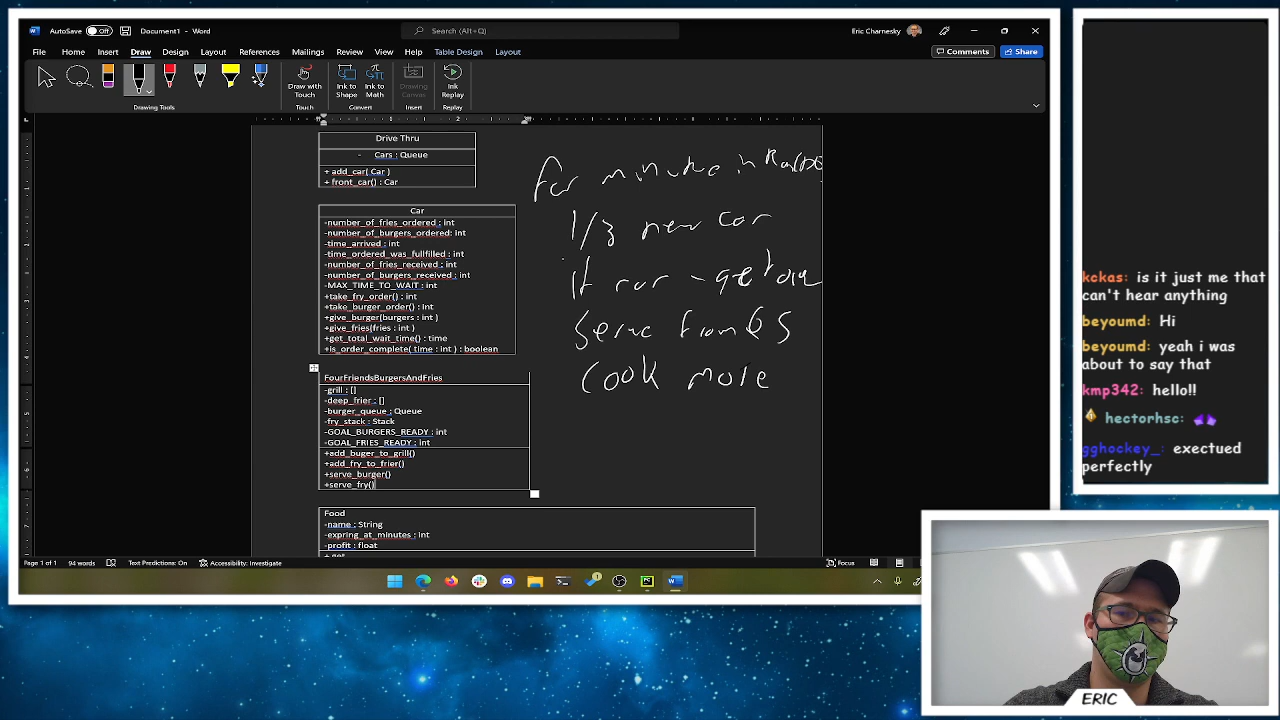 AutoSave Off Document1 - Word Search (Alt+Q) Eric Charnesky
File Home Insert Draw Design Layout References Mailings Review View Help Table Design Layout Comments Share
Draw with Touch Ink to Shape Ink to Math Drawing Canvas Ink Replay
Drawing Tools Touch Convert Insert Replay
Drive Thru
- Cars : Queue
+ add_car( Car )
+ front_car() : Car
Car
-number_of_fries_ordered : int
-number_of_burgers_ordered: int
-time_arrived : int
-time_ordered_was_fullfilled : int
-number_of_fries_received : int
-number_of_burgers_received : int
-MAX_TIME_TO_WAIT : int
+take_fry_order() : int
+take_burger_order() : int
+give_burger(burgers : int )
+give_fries(fries : int )
+get_total_wait_time() : time
+is_order_complete( time : int ) : boolean
FourFriendsBurgersAndFries
-grill : []
-deep_frier : []
-burger_queue : Queue
-fry_stack : Stack
-GOAL_BURGERS_READY : int
-GOAL_FRIES_READY : int
+add_buger_to_grill()
+add_fry_to_frier()
+serve_burger()
+serve_fry()
Food
-name : String
-expring_at_minutes : int
-profit : float
for minute in
1/3 new car
if car - get
serve from
cook more
Page 1 of 1 94 words Text Predictions: On Accessibility: Investigate Focus
kckas: is it just me that
can't hear anything
beyoumd: Hi
beyoumd: yeah i was
about to say that
kmp342: hello!!
hectorhsc:
gghockey_: exectued
perfectly
ERIC